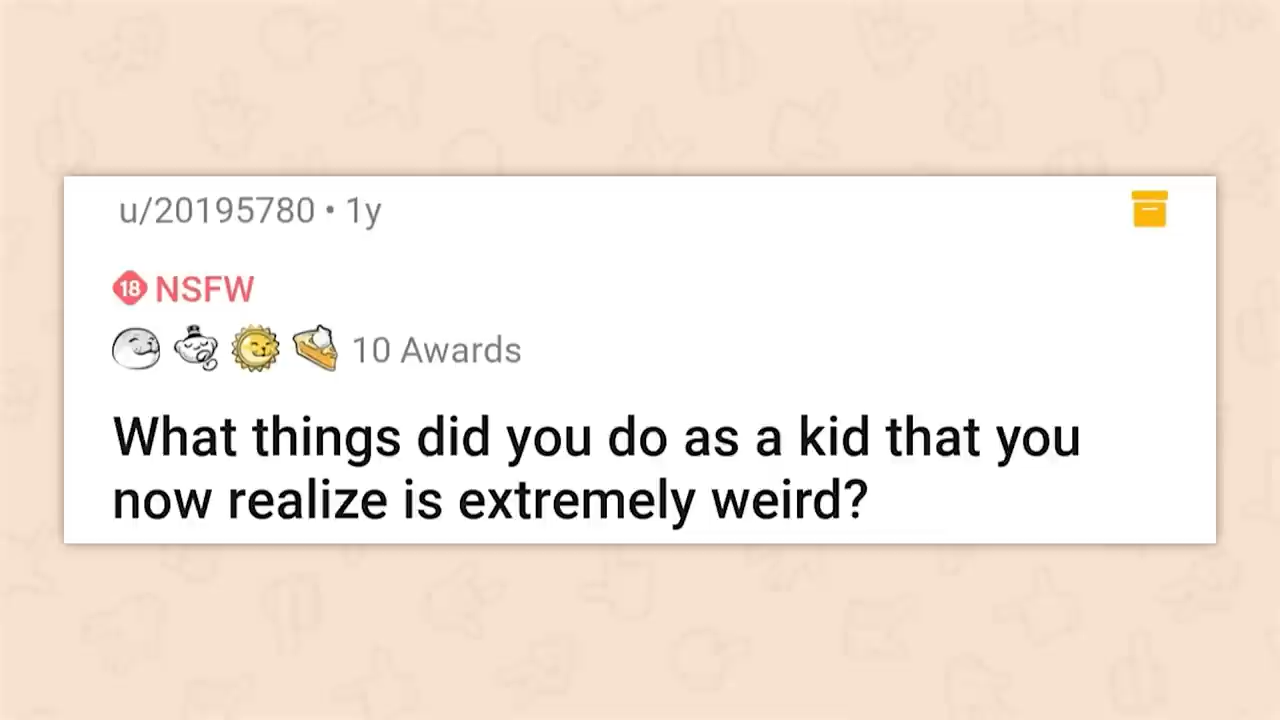 u/20195780 • 1y
18 NSFW
10 Awards
What things did you do as a kid that you
now realize is extremely weird?